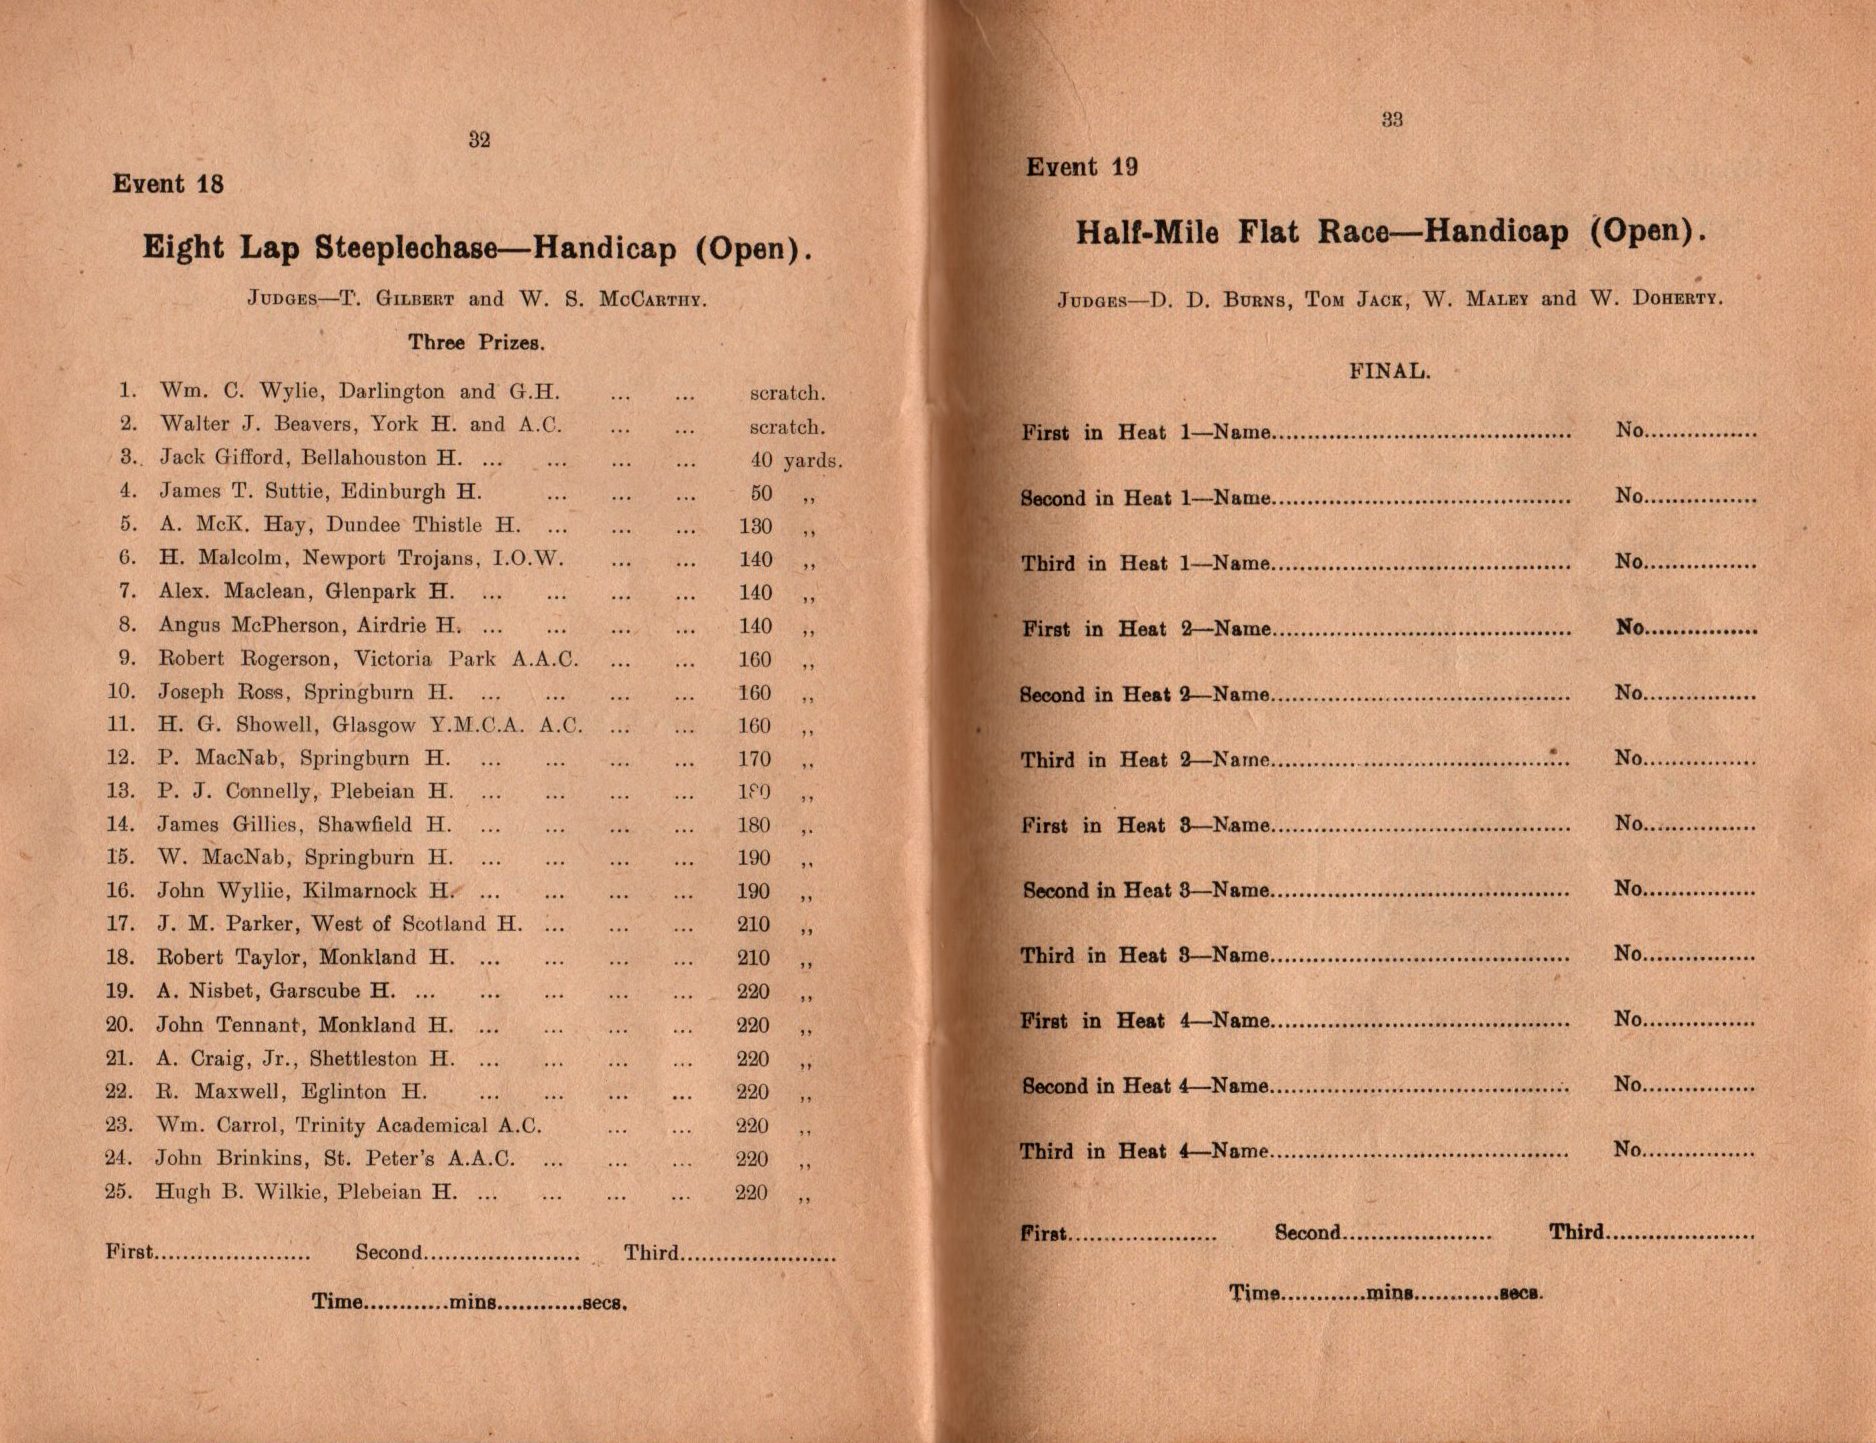 32
Event 18
Eight Lap Steeplechase—Handicap (Open).
Judges—T. Gilbert and W. S. McCarthy.
Three Prizes.
1. Wm. C. Wylie, Darlington and G.H. ... ... scratch.
2. Walter J. Beavers, York H. and A.C. ... ... scratch.
3. Jack Gifford, Bellahouston H. ... ... ... ... 40 yards.
4. James T. Suttie, Edinburgh H. ... ... ... 50 ,,
5. A. McK. Hay, Dundee Thistle H. ... ... ... 130 ,,
6. H. Malcolm, Newport Trojans, I.O.W. ... ... 140 ,,
7. Alex. Maclean, Glenpark H. ... ... ... ... 140 ,,
8. Angus McPherson, Airdrie H. ... ... ... ... 140 ,,
9. Robert Rogerson, Victoria Park A.A.C. ... ... 160 ,,
10. Joseph Ross, Springburn H. ... ... ... ... 160 ,,
11. H. G. Showell, Glasgow Y.M.C.A. A.C. ... ... 160 ,,
12. P. MacNab, Springburn H. ... ... ... ... 170 ,,
13. P. J. Connelly, Plebeian H. ... ... ... ... ,,
14. James Gillies, Shawfield H. ... ... ... ... 180 ,,
15. W. MacNab, Springburn H. ... ... ... ... 190 ,,
16. John Wyllie, Kilmarnock H. ... ... ... ... 190 ,,
17. J. M. Parker, West of Scotland H. ... ... ... 210 ,,
18. Robert Taylor, Monkland H. ... ... ... ... 210 ,,
19. A. Nisbet, Garscube H. ... ... ... ... ... 220 ,,
20. John Tennant, Monkland H. ... ... ... ... 220 ,,
21. A. Craig, Jr., Shettleston H. ... ... ... ... 220 ,,
22. R. Maxwell, Eglinton H. ... ... ... ... 220 ,,
23. Wm. Carrol, Trinity Academical A.C. ... ... 220 ,,
24. John Brinkins, St. Peter's A.A.C. ... ... ... 220 ,,
25. Hugh B. Wilkie, Plebeian H. ... ... ... ... 220 ,,
First...................... Second...................... Third......................
Time............mins............secs.
33
Event 19
Half-Mile Flat Race—Handicap (Open).
Judges—D. D. Burns, Tom Jack, W. Maley and W. Doherty.
FINAL.
First in Heat 1—Name.......................................... No................
Second in Heat 1—Name.......................................... No................
Third in Heat 1—Name.......................................... No................
First in Heat 2—Name.......................................... No................
Second in Heat 2—Name.......................................... No................
Third in Heat 2—Name.......................................... No................
First in Heat 3—Name.......................................... No................
Second in Heat 3—Name.......................................... No................
Third in Heat 3—Name.......................................... No................
First in Heat 4—Name.......................................... No................
Second in Heat 4—Name.......................................... No................
Third in Heat 4—Name.......................................... No................
First..................... Second..................... Third.....................
Time............mins............secs.